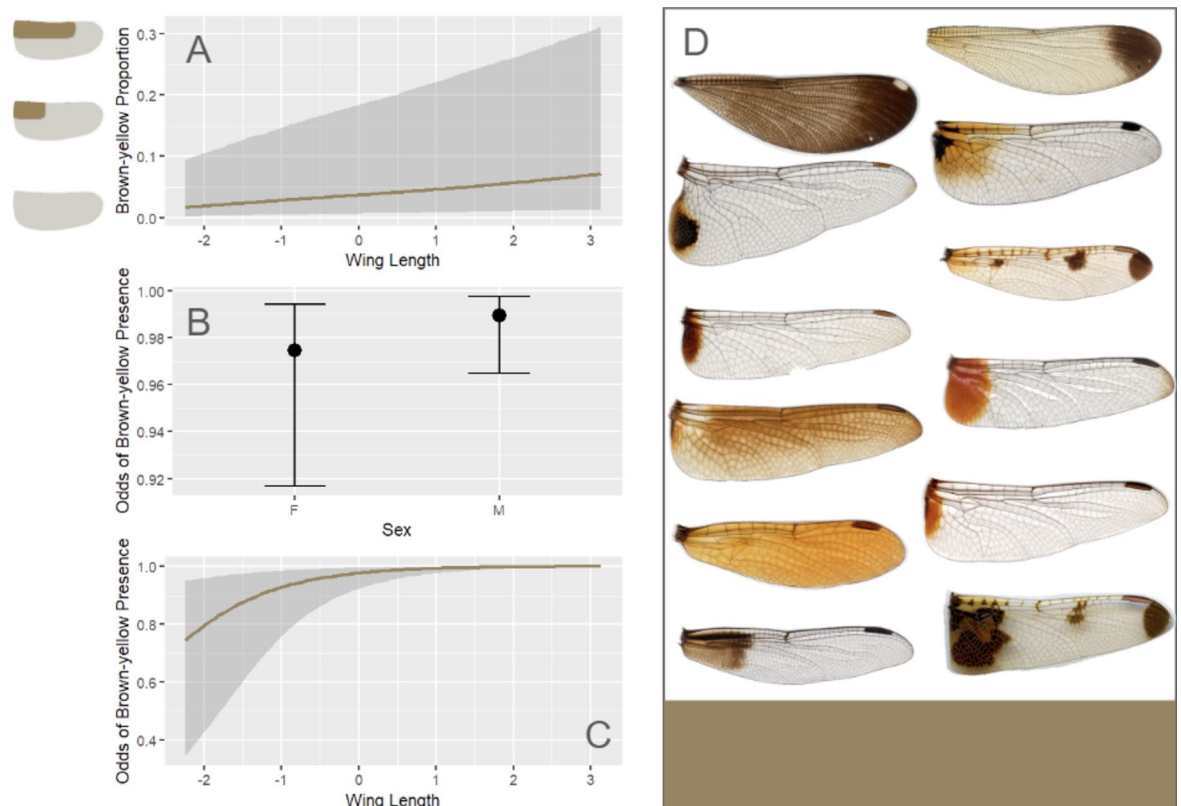 A
Brown-yellow Proportion
0.3
0.2
0.1
0.0
-2 -1 0 1 2 3
Wing Length
B
Odds of Brown-yellow Presence
1.00
0.98
0.96
0.94
0.92
F M
Sex
C
Odds of Brown-yellow Presence
1.0
0.8
0.6
0.4
-2 -1 0 1 2 3
Wing Length
D